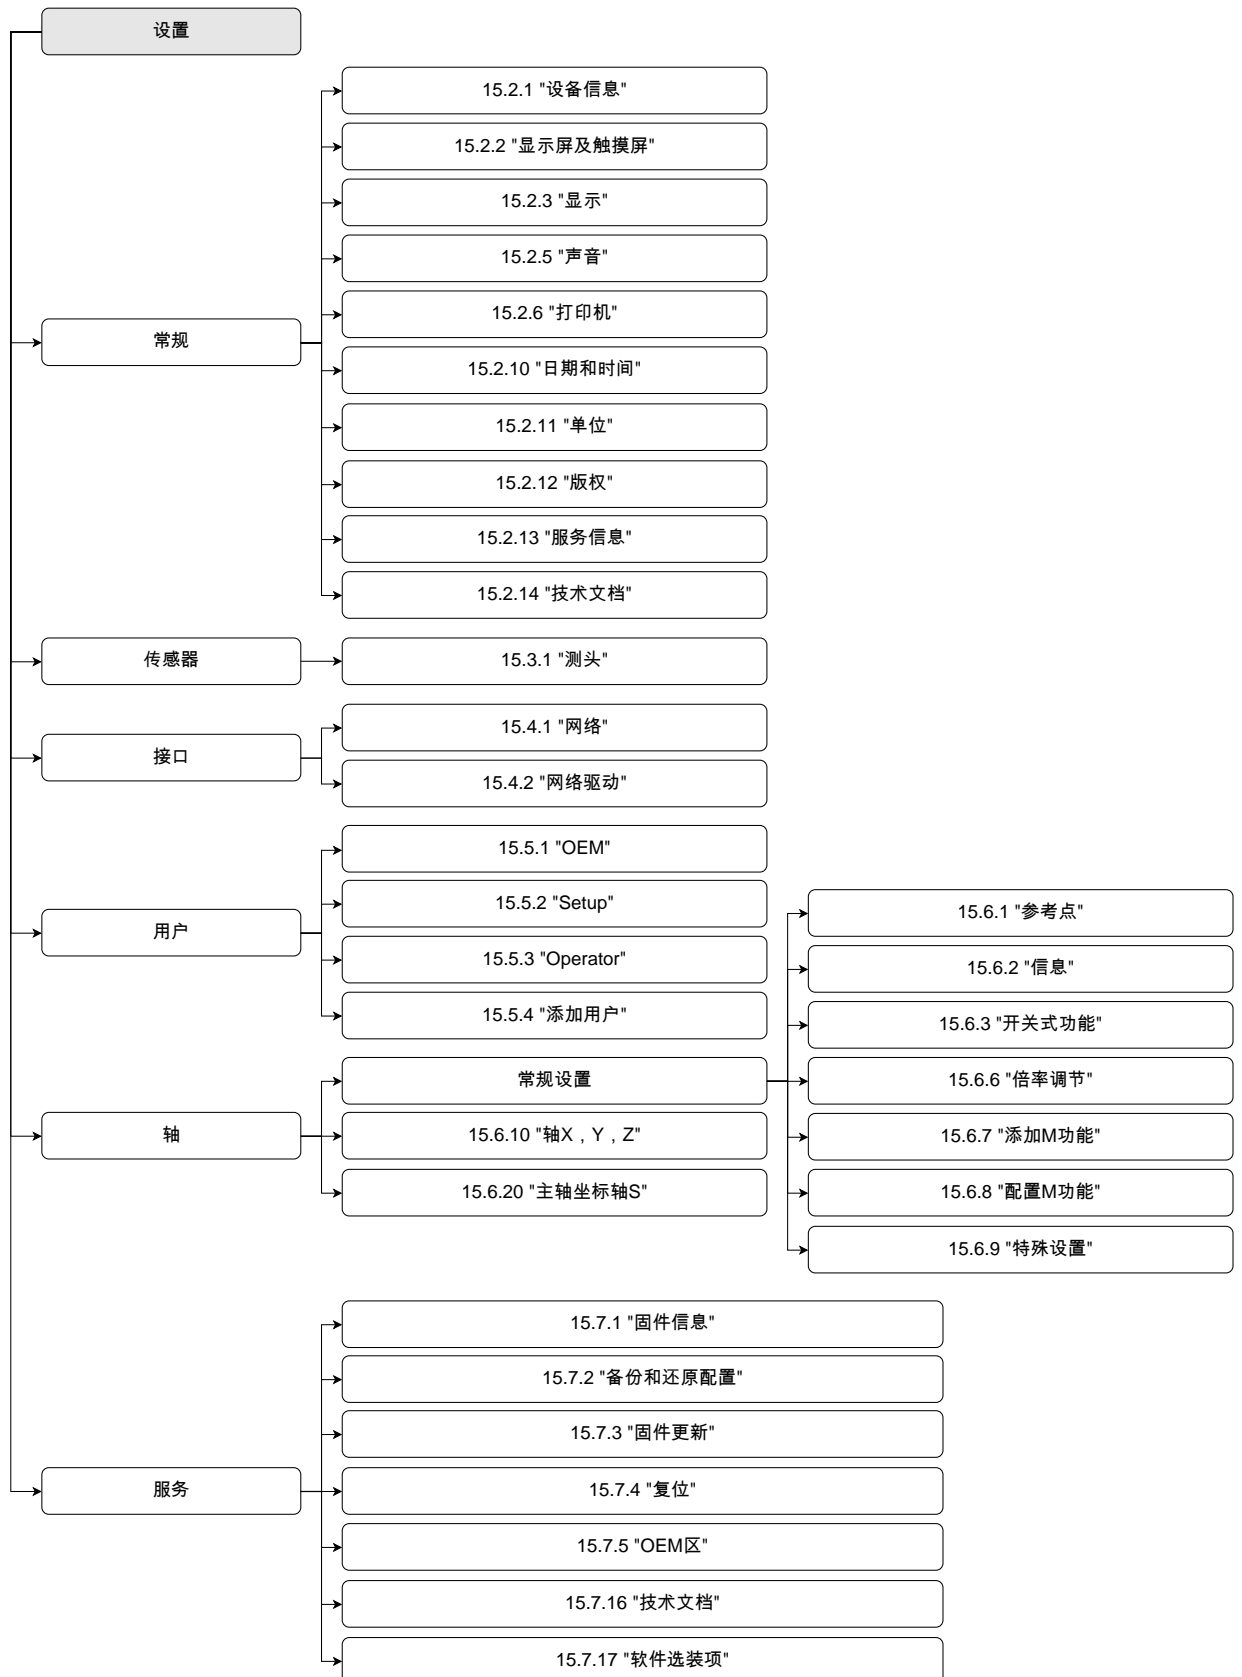 设置
常规
15.2.1 "设备信息"
15.2.2 "显示屏及触摸屏"
15.2.3 "显示"
15.2.5 "声音"
15.2.6 "打印机"
15.2.10 "日期和时间"
15.2.11 "单位"
15.2.12 "版权"
15.2.13 "服务信息"
15.2.14 "技术文档"
传感器
15.3.1 "测头"
接口
15.4.1 "网络"
15.4.2 "网络驱动"
用户
15.5.1 "OEM"
15.5.2 "Setup"
15.5.3 "Operator"
15.5.4 "添加用户"
轴
常规设置
15.6.1 "参考点"
15.6.2 "信息"
15.6.3 "开关式功能"
15.6.6 "倍率调节"
15.6.7 "添加M功能"
15.6.8 "配置M功能"
15.6.9 "特殊设置"
15.6.10 "轴X，Y，Z"
15.6.20 "主轴坐标轴S"
服务
15.7.1 "固件信息"
15.7.2 "备份和还原配置"
15.7.3 "固件更新"
15.7.4 "复位"
15.7.5 "OEM区"
15.7.16 "技术文档"
15.7.17 "软件选装项"